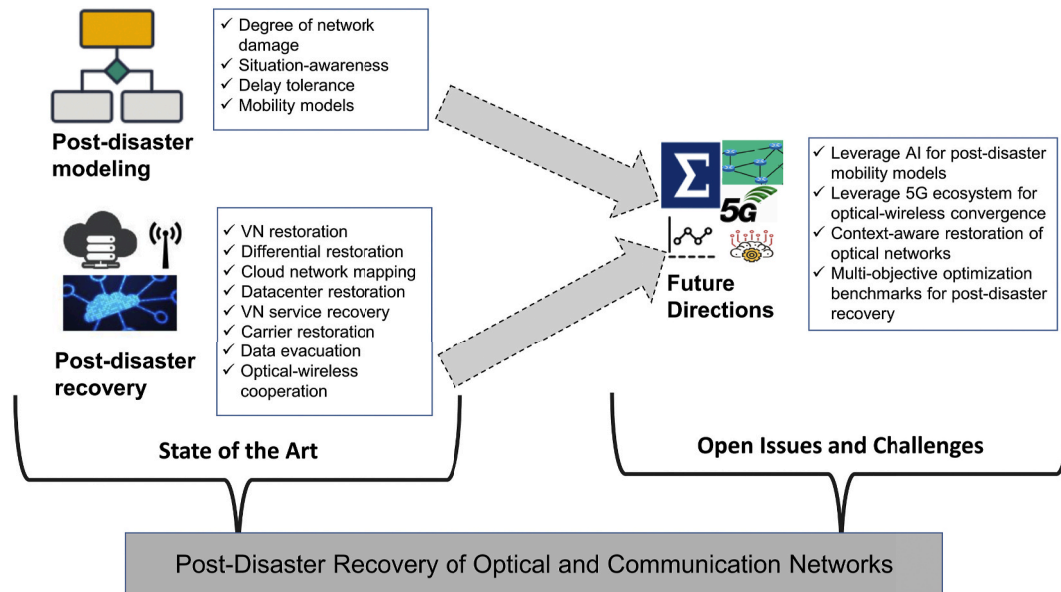 ✓ Degree of network
damage
✓ Situation-awareness
✓ Delay tolerance
✓ Mobility models
Post-disaster
modeling
✓ VN restoration
✓ Differential restoration
✓ Cloud network mapping
✓ Datacenter restoration
✓ VN service recovery
✓ Carrier restoration
✓ Data evacuation
✓ Optical-wireless
cooperation
Post-disaster
recovery
State of the Art
Σ
5G
Future
Directions
✓ Leverage AI for post-disaster
mobility models
✓ Leverage 5G ecosystem for
optical-wireless convergence
✓ Context-aware restoration of
optical networks
✓ Multi-objective optimization
benchmarks for post-disaster
recovery
Open Issues and Challenges
Post-Disaster Recovery of Optical and Communication Networks